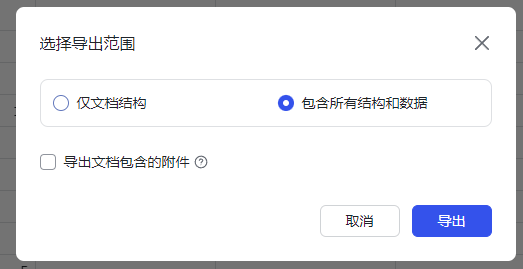 选择导出范围
仅文档结构
包含所有结构和数据
导出文档包含的附件
取消
导出